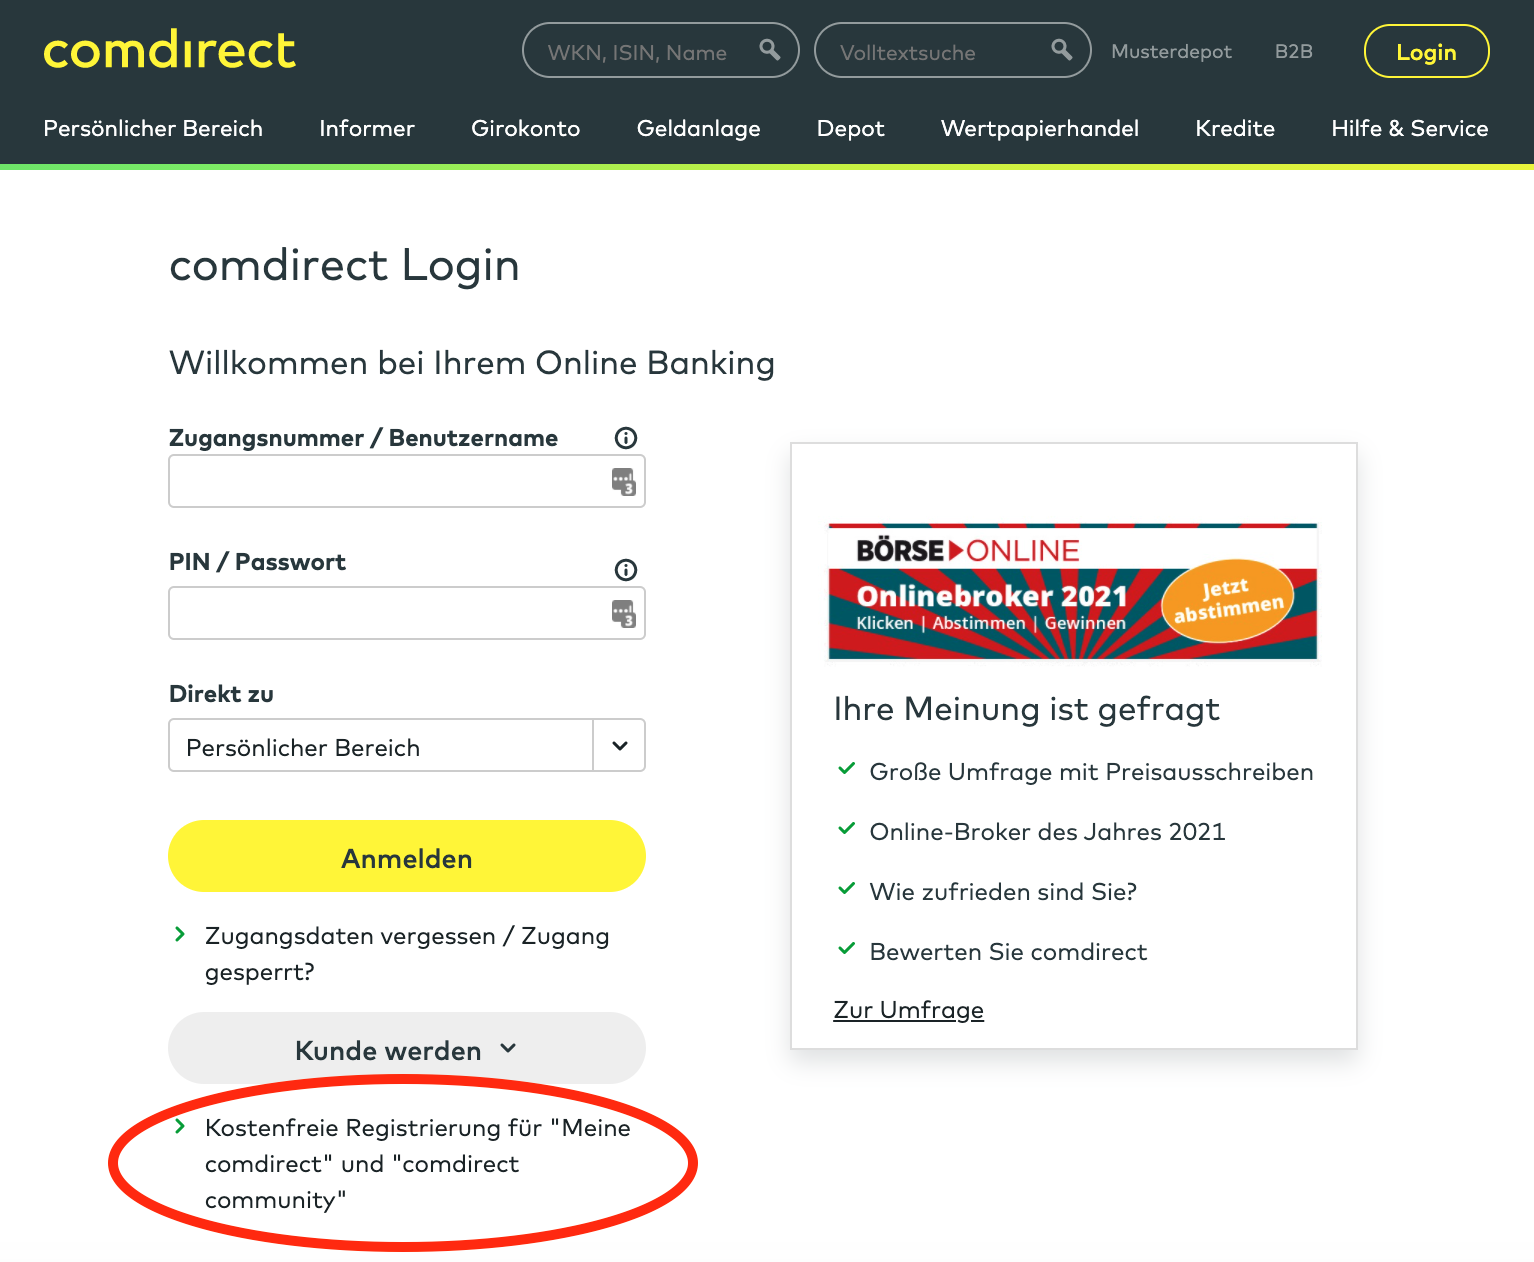 comdirect
WKN, ISIN, Name
Volltextsuche
Musterdepot
B2B
Login
Persönlicher Bereich
Informer
Girokonto
Geldanlage
Depot
Wertpapierhandel
Kredite
Hilfe & Service
comdirect Login
Willkommen bei Ihrem Online Banking
Zugangsnummer / Benutzername
3
PIN / Passwort
3
Direkt zu
Persönlicher Bereich
Anmelden
Zugangsdaten vergessen / Zugang
gesperrt?
Kunde werden
Kostenfreie Registrierung für "Meine
comdirect" und "comdirect
community"
BÖRSE ONLINE
Onlinebroker 2021
Klicken | Abstimmen | Gewinnen
Jetzt
abstimmen
Ihre Meinung ist gefragt
Große Umfrage mit Preisausschreiben
Online-Broker des Jahres 2021
Wie zufrieden sind Sie?
Bewerten Sie comdirect
Zur Umfrage